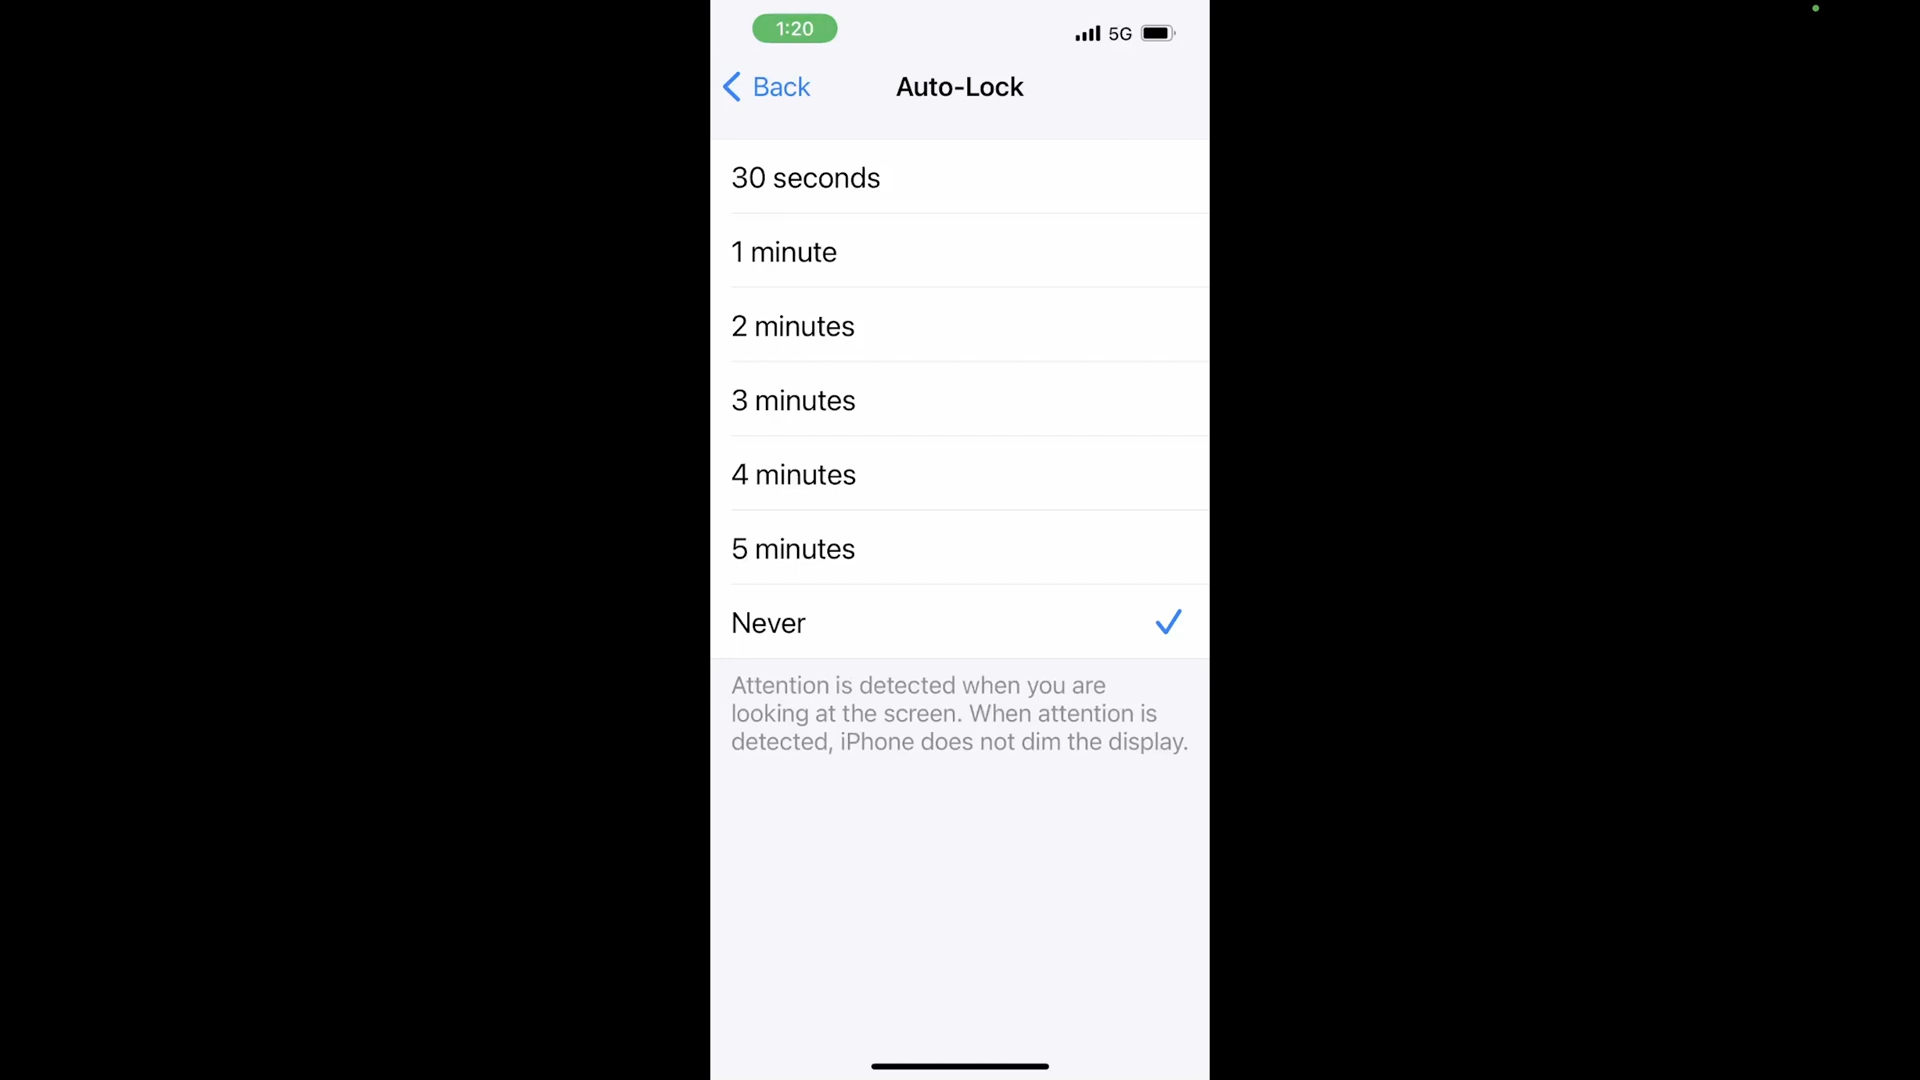 1:20
5G
Back
Auto-Lock
30 seconds
1 minute
2 minutes
3 minutes
4 minutes
5 minutes
Never
Attention is detected when you are
looking at the screen. When attention is
detected, iPhone does not dim the display.